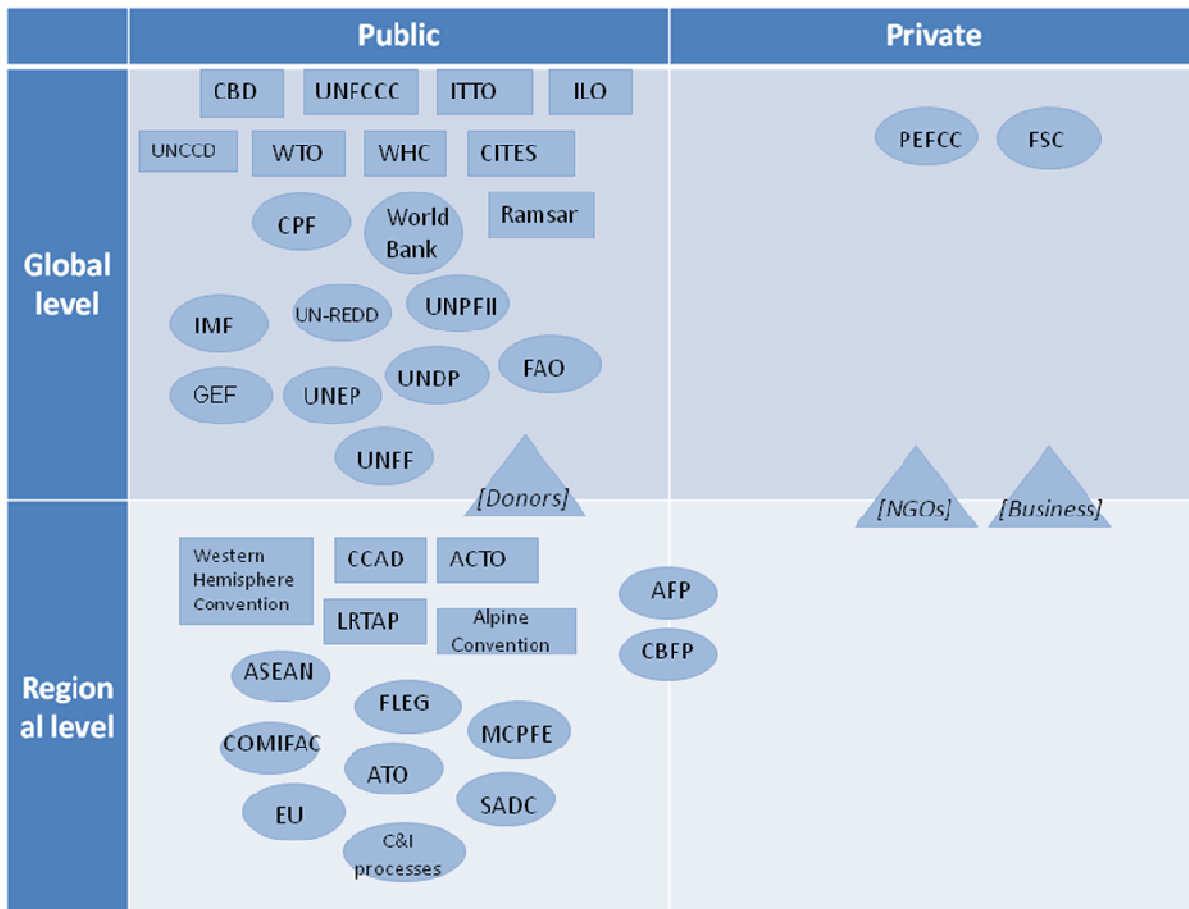 Public
Private
Global
level
CBD
UNFCCC
ITTO
ILO
UNCCD
WTO
WHC
CITES
PEFCC
FSC
CPF
World
Bank
Ramsar
IMF
UN-REDD
UNPFII
GEF
UNEP
UNDP
FAO
UNFF
[Donors]
[NGOs]
[Business]
Region
al level
Western
Hemisphere
Convention
CCAD
ACTO
LRTAP
Alpine
Convention
AFP
CBFP
ASEAN
FLEG
MCPFE
COMIFAC
ATO
EU
SADC
C&I
processes